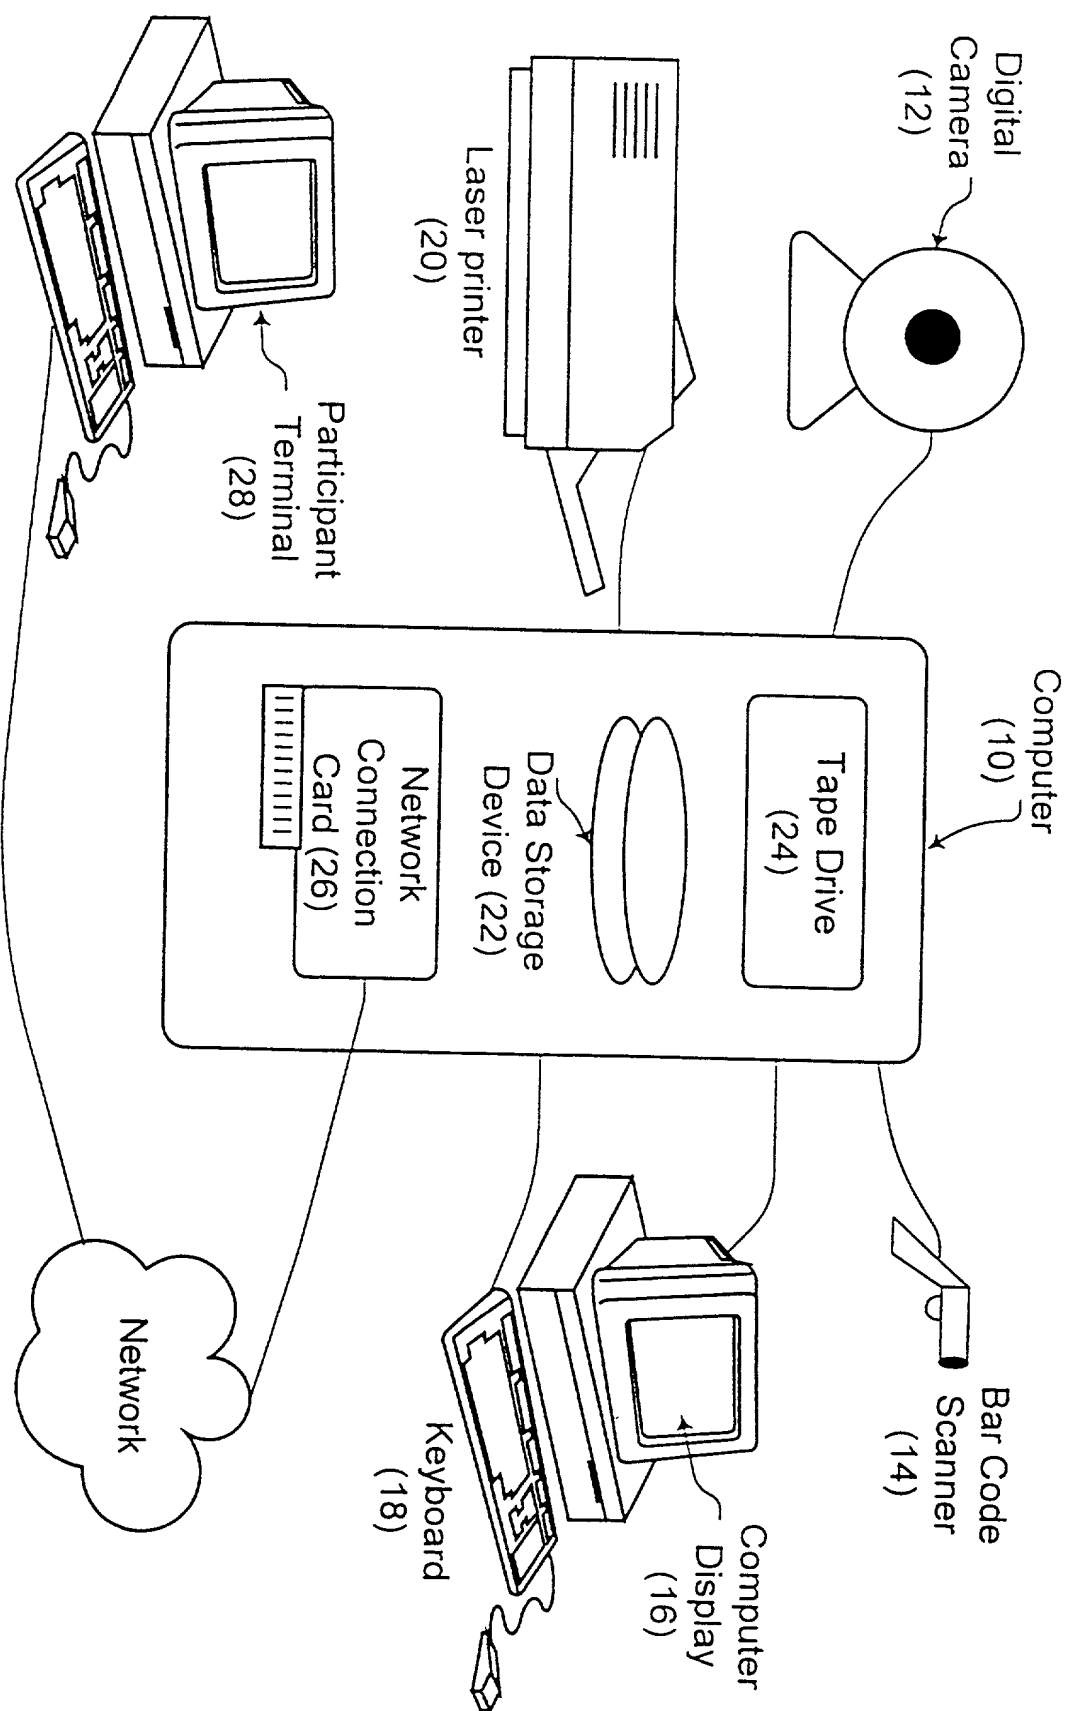 Digital
Camera
(12)
Computer
(10)
Bar Code
Scanner
(14)
Tape Drive
(24)
Laser printer
(20)
Data Storage
Device (22)
Computer
Display
(16)
Network
Connection
Card (26)
Keyboard
(18)
Participant
Terminal
(28)
Network